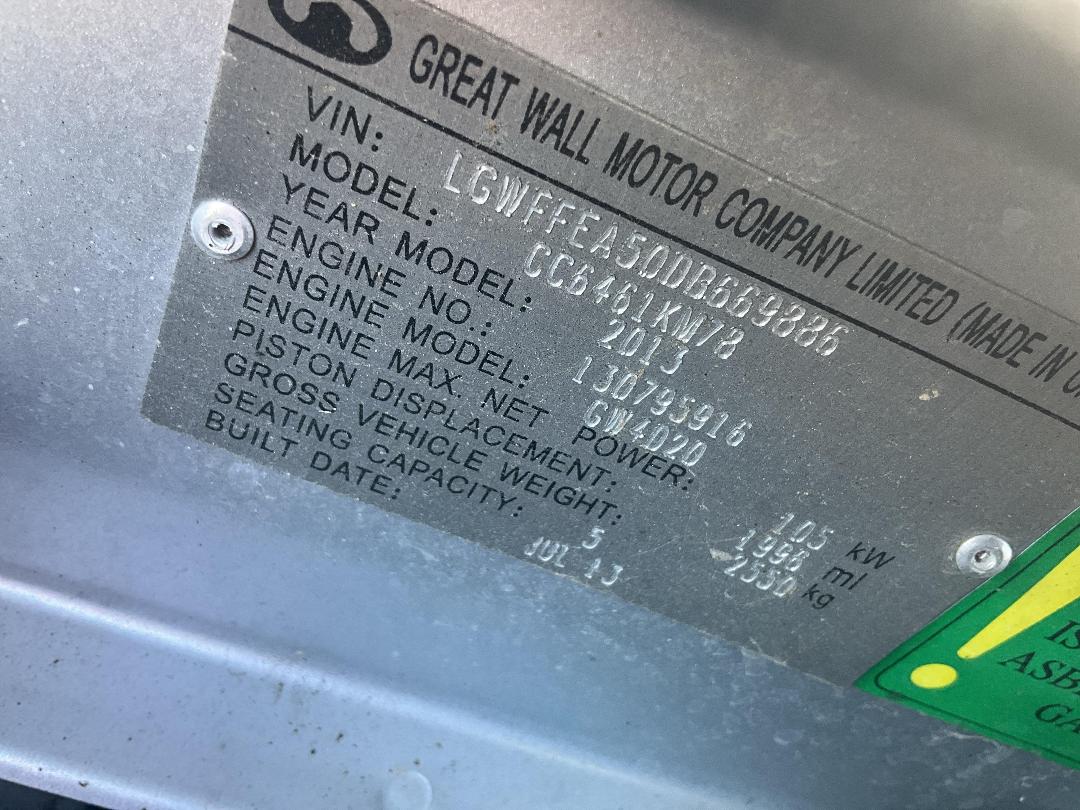 GREAT WALL MOTOR COMPANY LIMITED (MADE IN
VIN: LGWFFEA50DB669886
MODEL: CC6461KM78
YEAR MODEL: 2013
ENGINE NO.: 130795916
ENGINE MODEL: GW4D20
ENGINE MAX. NET POWER: 105 kW
PISTON DISPLACEMENT: 1996 ml
GROSS VEHICLE WEIGHT: 2550 kg
SEATING CAPACITY: 5
BUILT DATE: JUL 13